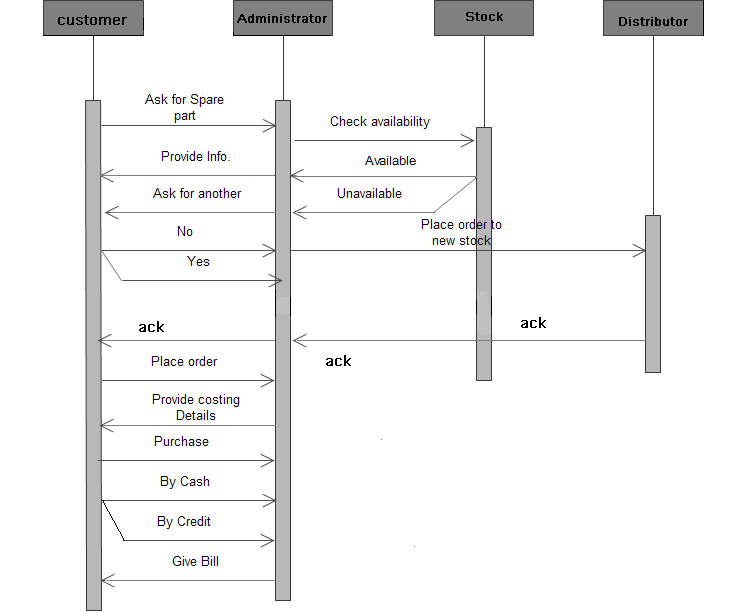 customer
Administrator
Stock
Distributor
Ask for Spare
part
Check availability
Provide Info.
Available
Ask for another
Unavailable
No
Place order to
new stock
Yes
ack
ack
ack
Place order
Provide costing
Details
Purchase
By Cash
By Credit
Give Bill